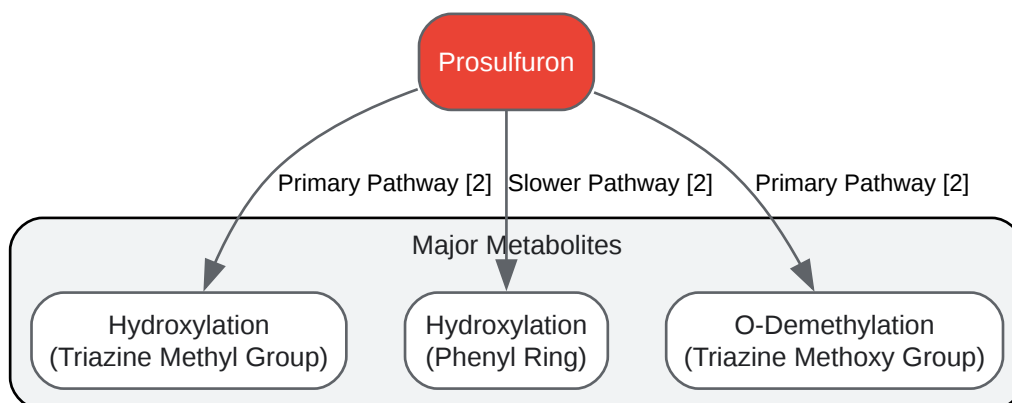 Prosulfuron
Primary Pathway [2]
Slower Pathway [2]
Primary Pathway [2]
Major Metabolites
Hydroxylation
(Triazine Methyl Group)
Hydroxylation
(Phenyl Ring)
O-Demethylation
(Triazine Methoxy Group)